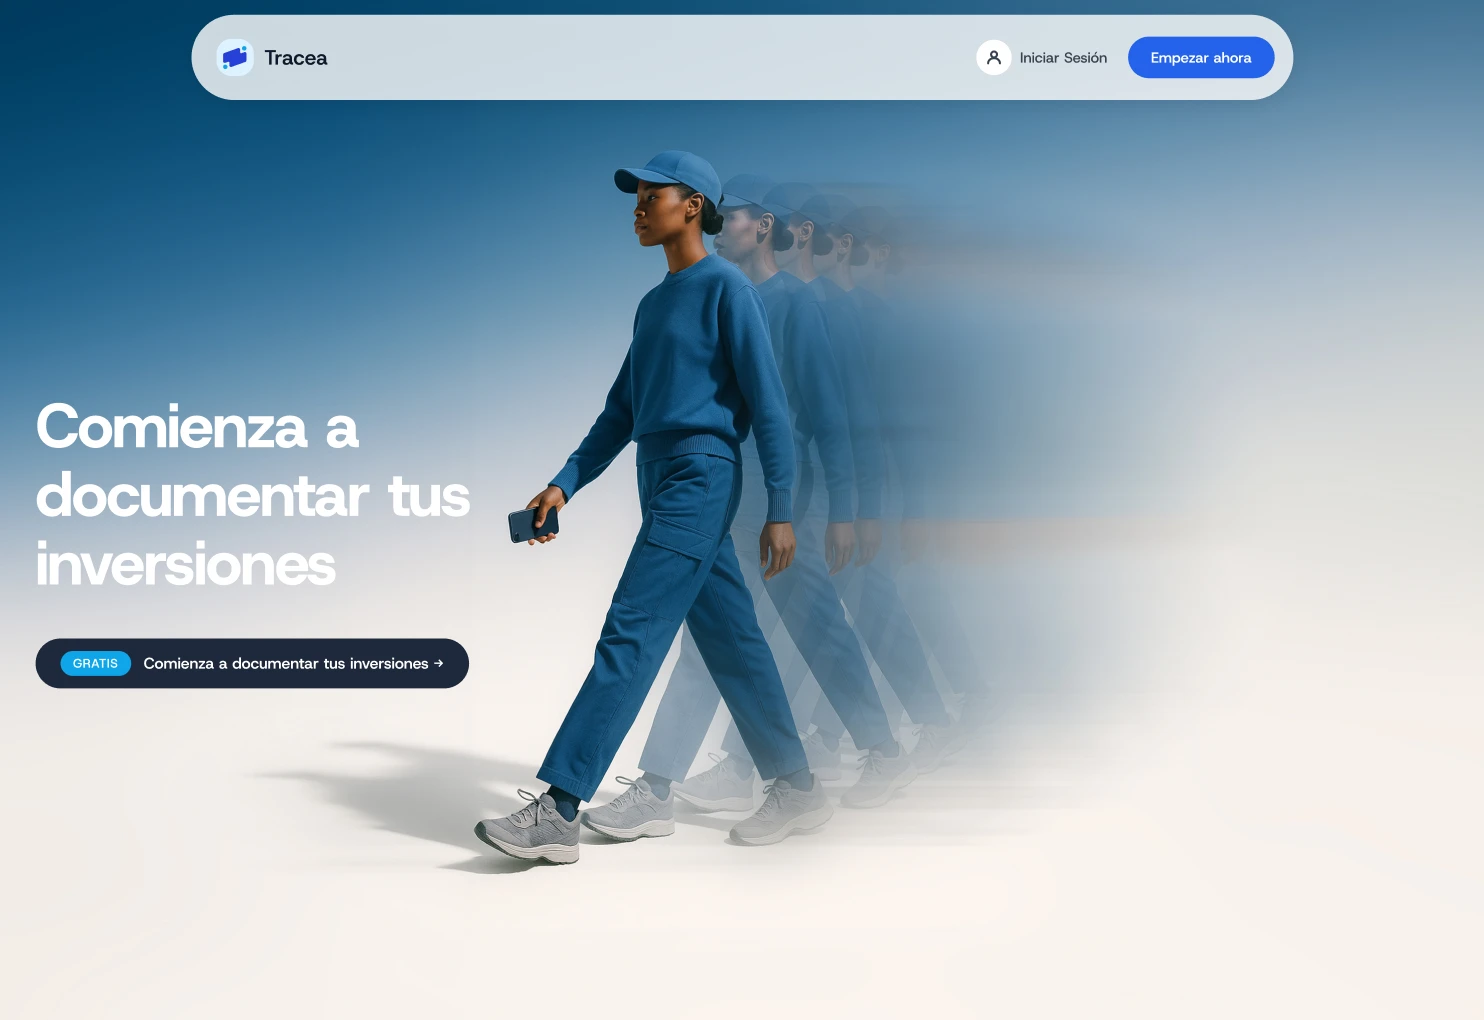 Tracea
Iniciar Sesión
Empezar ahora
Comienza a
documentar tus
inversiones
GRATIS Comienza a documentar tus inversiones →